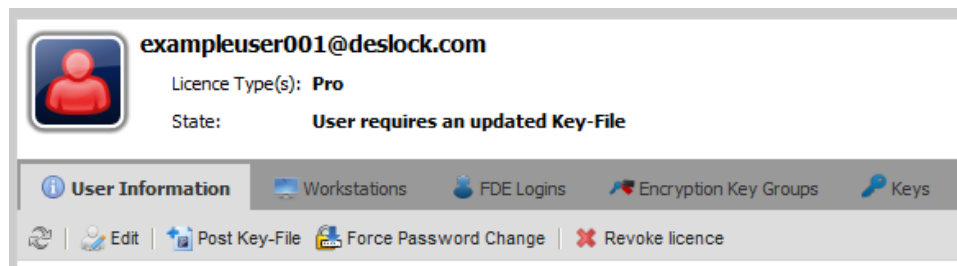 exampleuser001@deslock.com
Licence Type(s): Pro
State: User requires an updated Key-File
User Information Workstations FDE Logins Encryption Key Groups Keys
Edit Post Key-File Force Password Change Revoke licence